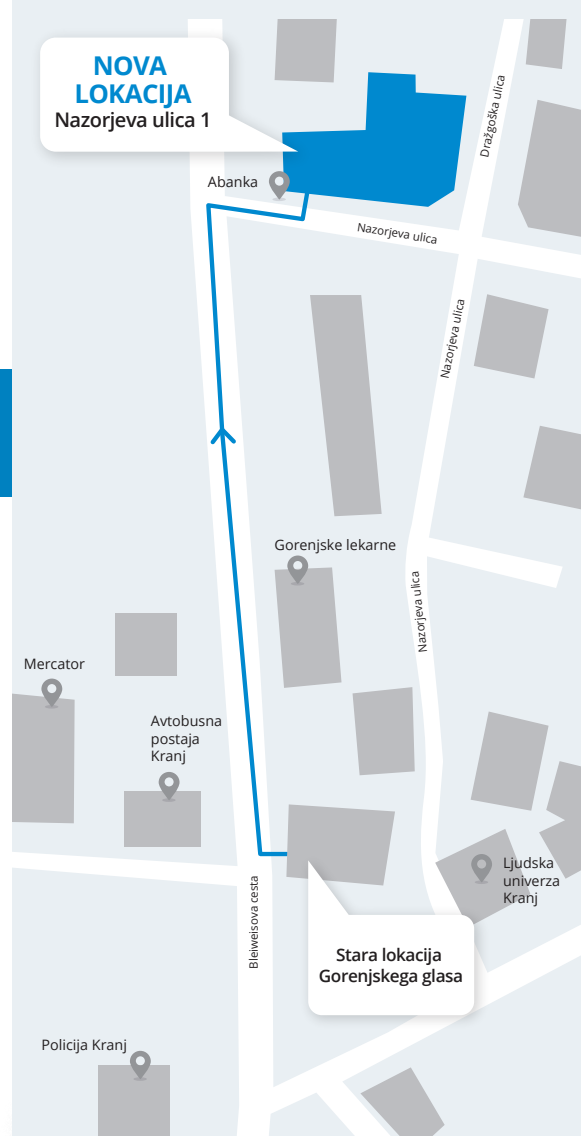 NOVA
LOKACIJA
Nazorjeva ulica 1
Dražgoška ulica
Abanka
Nazorjeva ulica
Nazorjeva ulica
Gorenjske lekarne
Nazorjeva ulica
Mercator
Avtobusna
postaja
Kranj
Ljudska
univerza
Kranj
Bleiweisova cesta
Stara lokacija
Gorenjskega glasa
Policija Kranj